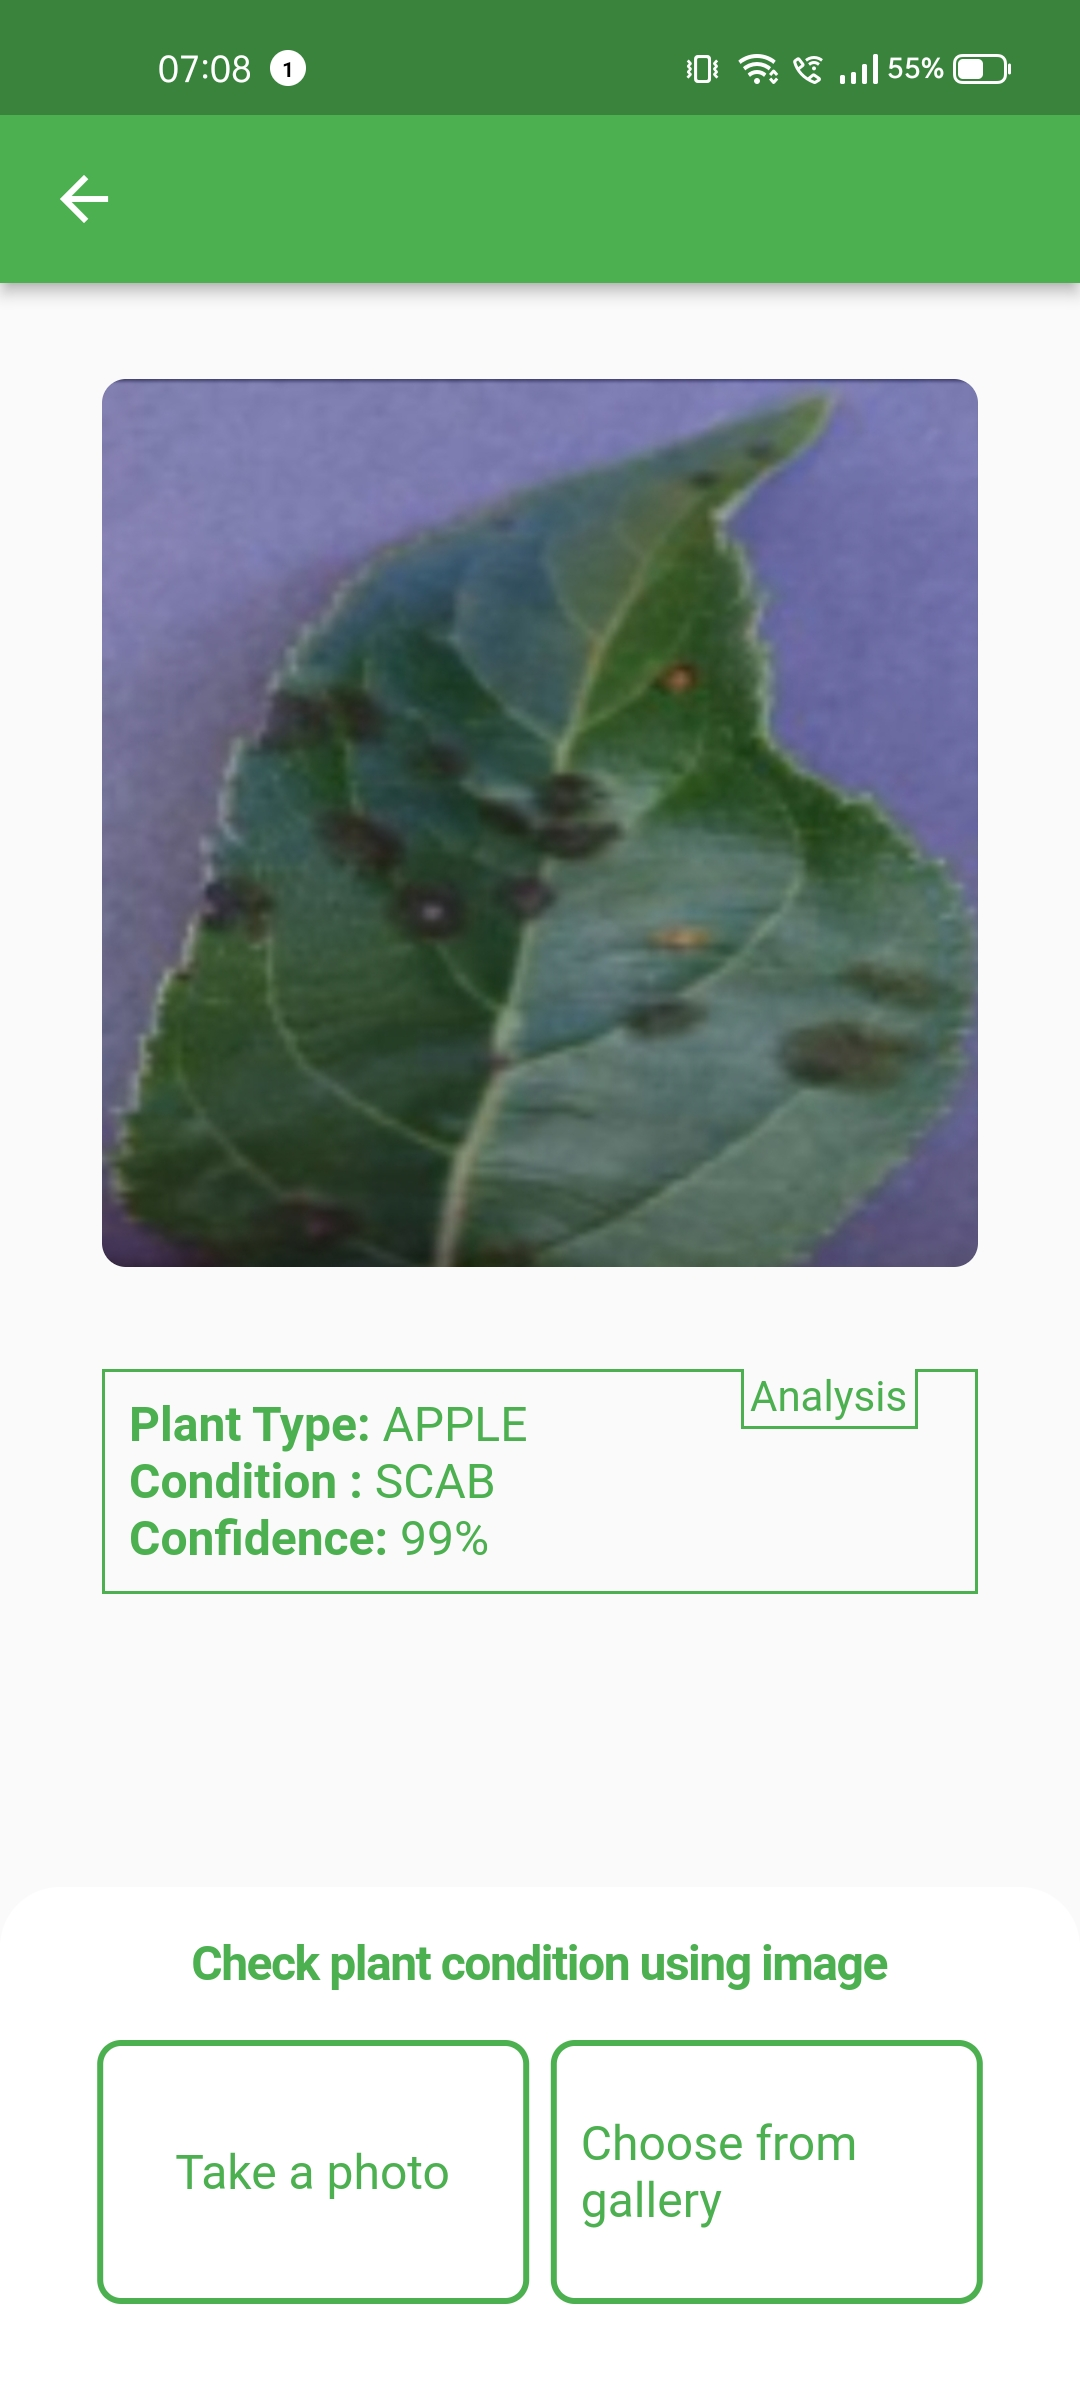 07:08 1 55%
Analysis
Plant Type: APPLE
Condition : SCAB
Confidence: 99%
Check plant condition using image
Take a photo
Choose from
gallery